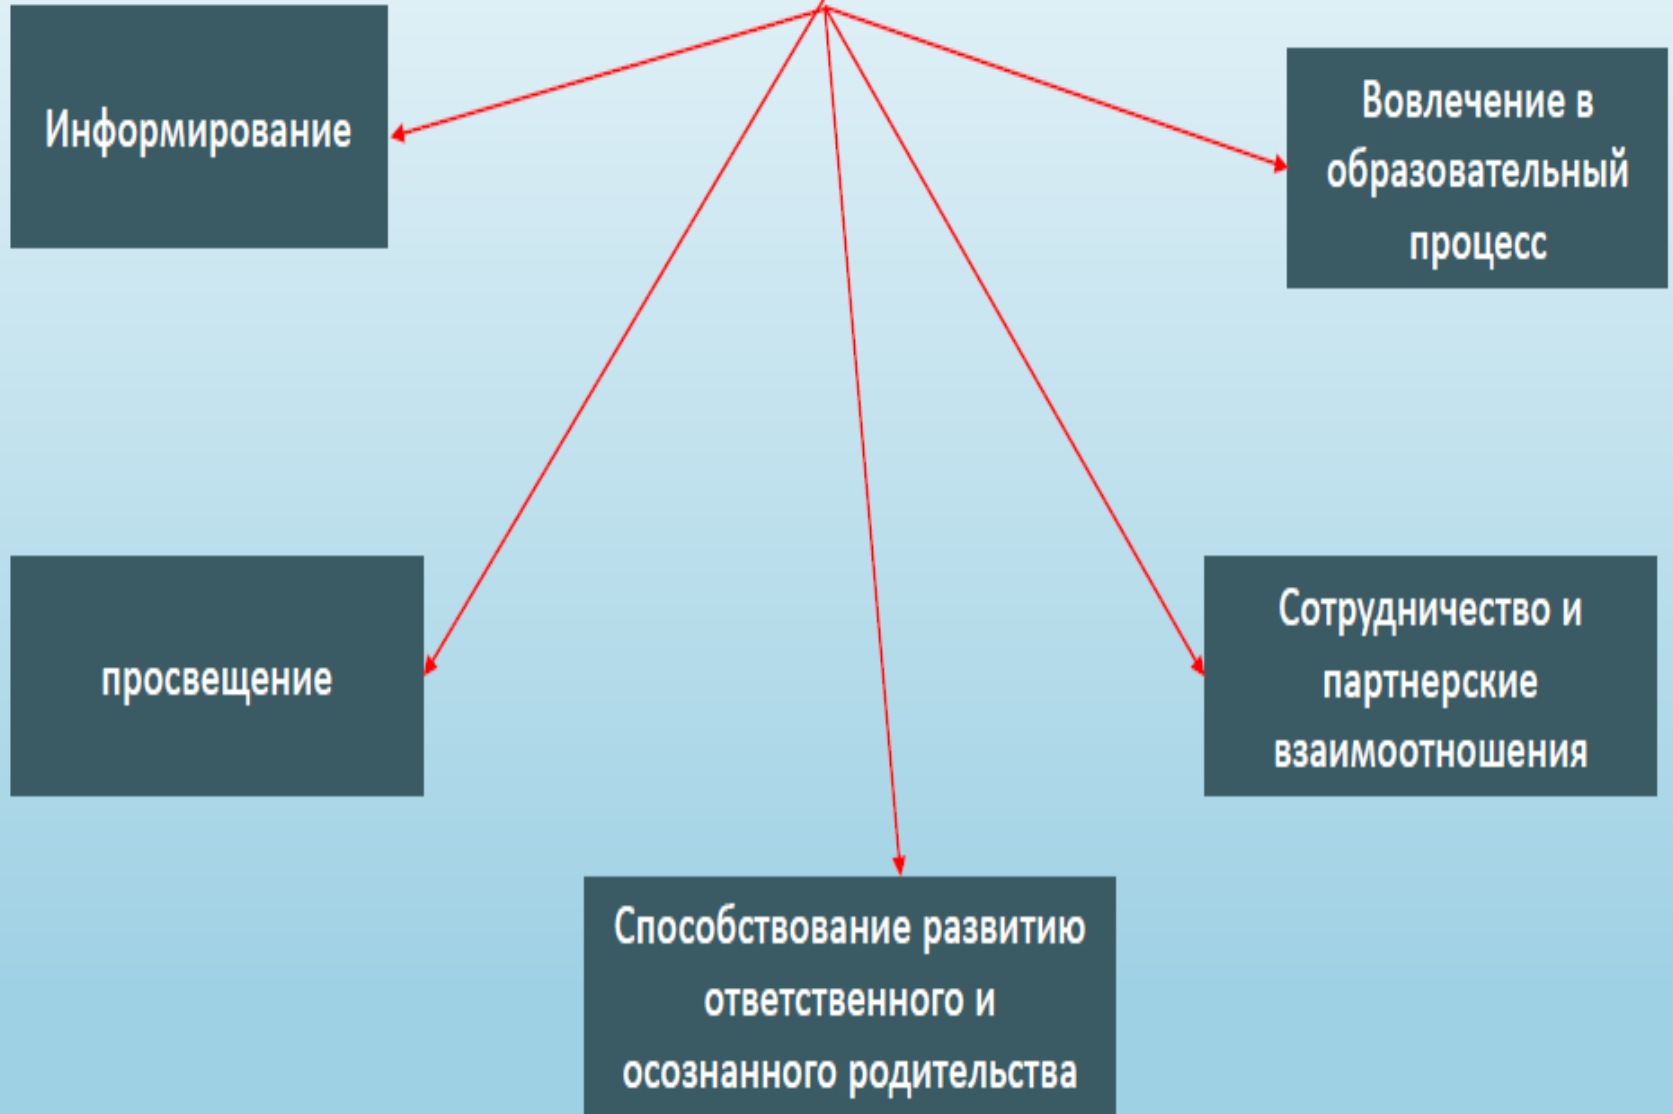 Информирование
Вовлечение в
образовательный
процесс
просвещение
Сотрудничество и
партнерские
взаимоотношения
Способствование развитию
ответственного и
осознанного родительства